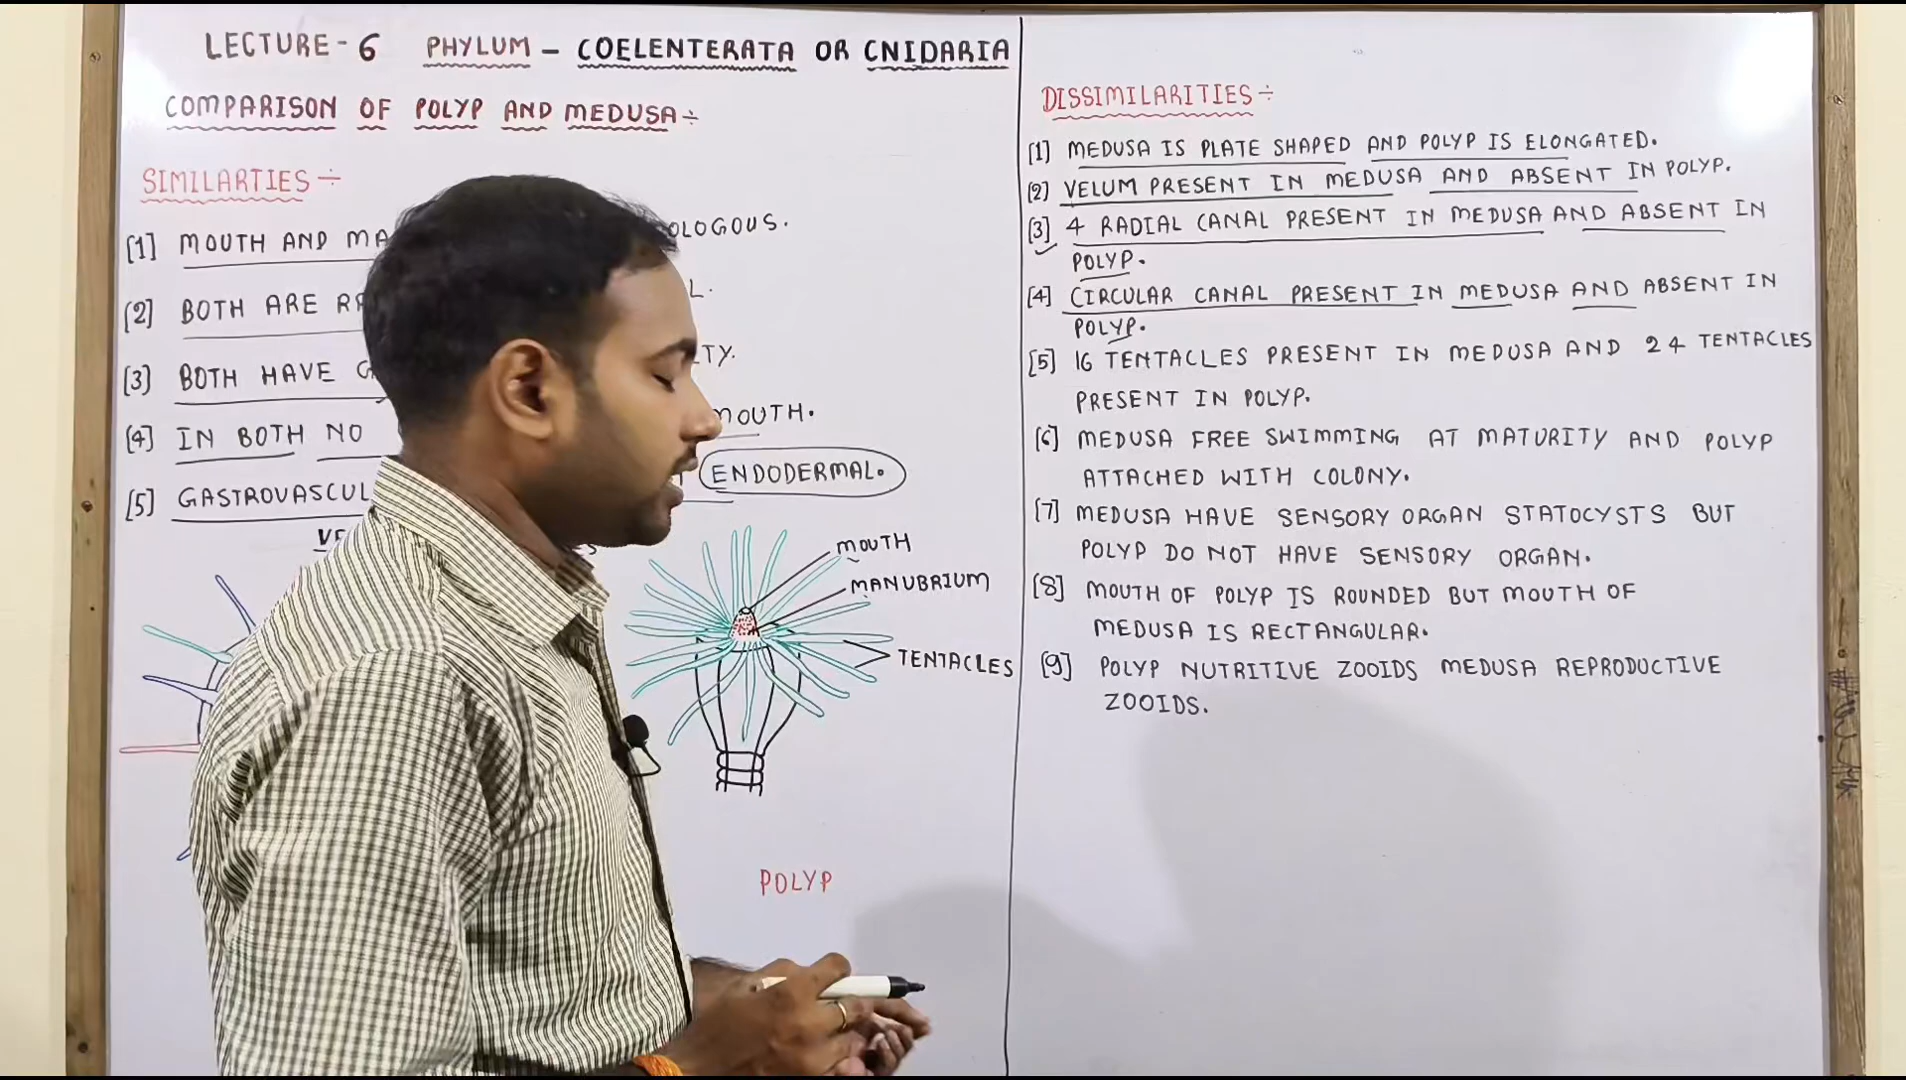 LECTURE - 6 PHYLUM - COELENTERATA OR CNIDARIA
COMPARISON OF POLYP AND MEDUSA ÷
SIMILARTIES ÷
[1] MOUTH AND
[2] BOTH ARE
[3] BOTH HAVE
MOUTH.
[4] IN BOTH NO
ENDODERMAL.
[5]
MOUTH
MANUBRIUM
TENTACLES
POLYP
DISSIMILARITIES ÷
[1] MEDUSA IS PLATE SHAPED AND POLYP IS ELONGATED.
[2] VELUM PRESENT IN MEDUSA AND ABSENT IN POLYP.
[3] 4 RADIAL CANAL PRESENT IN MEDUSA AND ABSENT IN
POLYP.
[4] CIRCULAR CANAL PRESENT IN MEDUSA AND ABSENT IN
POLYP.
[5] 16 TENTACLES PRESENT IN MEDUSA AND 24 TENTACLES
PRESENT IN POLYP.
[6] MEDUSA FREE SWIMMING AT MATURITY AND POLYP
ATTACHED WITH COLONY.
[7] MEDUSA HAVE SENSORY ORGAN STATOCYSTS BUT
POLYP DO NOT HAVE SENSORY ORGAN.
[8] MOUTH OF POLYP IS ROUNDED BUT MOUTH OF
MEDUSA IS RECTANGULAR.
[9] POLYP NUTRITIVE ZOOIDS MEDUSA REPRODUCTIVE
ZOOIDS.